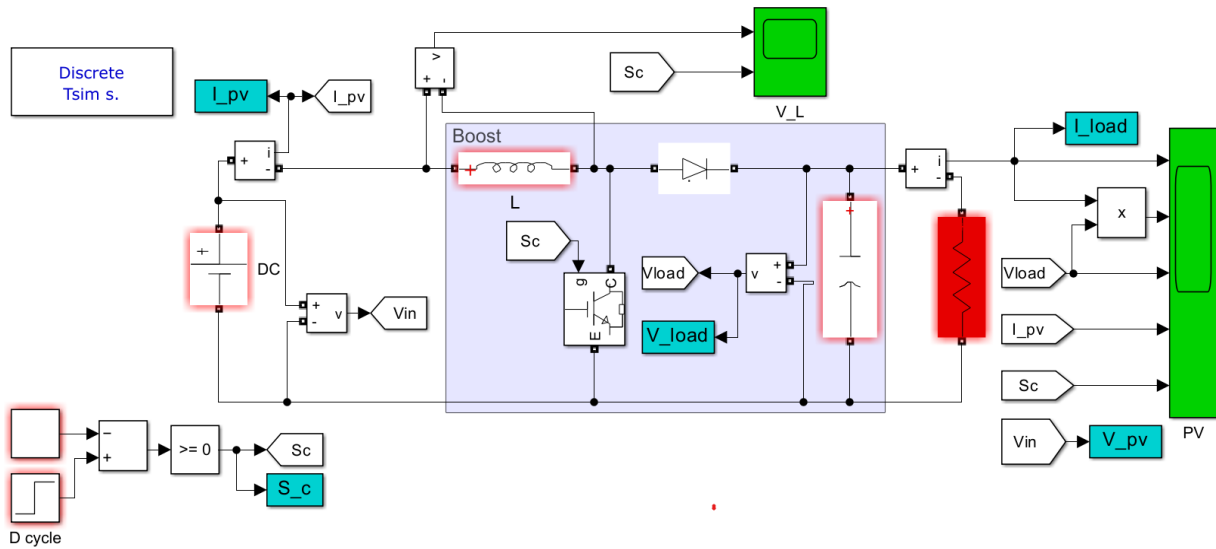 Discrete
Tsim s.
I_pv
I_pv
v
+
-
Sc
V_L
Boost
+
i
-
+
L
+
i
-
I_load
x
Vload
I_pv
Sc
PV
Vin
V_pv
+
DC
+
-
v
Vin
Sc
g
C
E
Vload
v
+
-
V_load
+
−
+
>= 0
Sc
S_c
D cycle